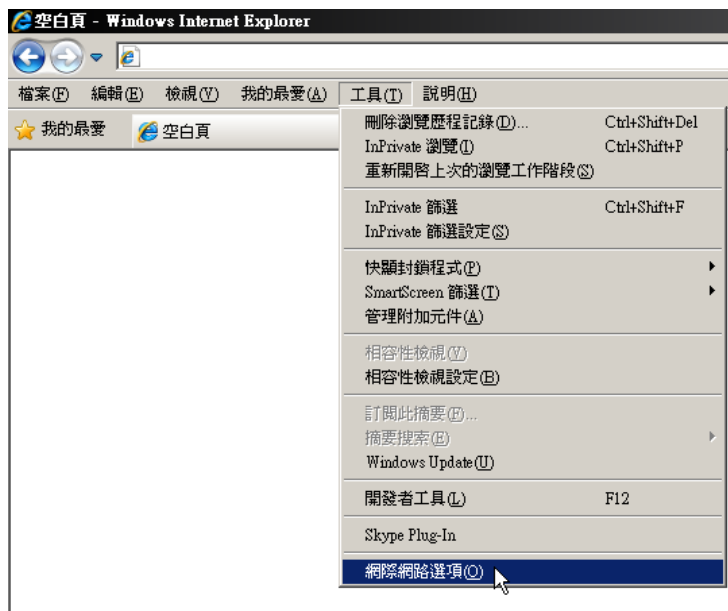 空白頁 - Windows Internet Explorer
檔案(F) 編輯(E) 檢視(V) 我的最愛(A) 工具(T) 說明(H)
我的最愛 空白頁
刪除瀏覽歷程記錄(D)... Ctrl+Shift+Del
InPrivate 瀏覽(I) Ctrl+Shift+P
重新開啟上次的瀏覽工作階段(S)
InPrivate 篩選 Ctrl+Shift+F
InPrivate 篩選設定(S)
快顯封鎖程式(P)
SmartScreen 篩選(T)
管理附加元件(A)
相容性檢視(V)
相容性檢視設定(B)
訂閱此摘要(F)...
摘要搜索(E)
Windows Update(U)
開發者工具(L) F12
Skype Plug-In
網際網路選項(O)